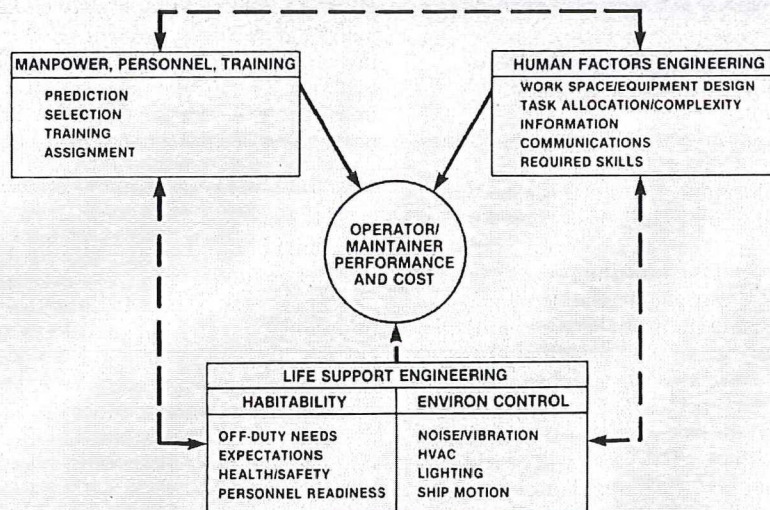 MANPOWER, PERSONNEL, TRAINING
PREDICTION
SELECTION
TRAINING
ASSIGNMENT
HUMAN FACTORS ENGINEERING
WORK SPACE/EQUIPMENT DESIGN
TASK ALLOCATION/COMPLEXITY
INFORMATION
COMMUNICATIONS
REQUIRED SKILLS
OPERATOR/
MAINTAINER
PERFORMANCE
AND COST
LIFE SUPPORT ENGINEERING
HABITABILITY
OFF-DUTY NEEDS
EXPECTATIONS
HEALTH/SAFETY
PERSONNEL READINESS
ENVIRON CONTROL
NOISE/VIBRATION
HVAC
LIGHTING
SHIP MOTION